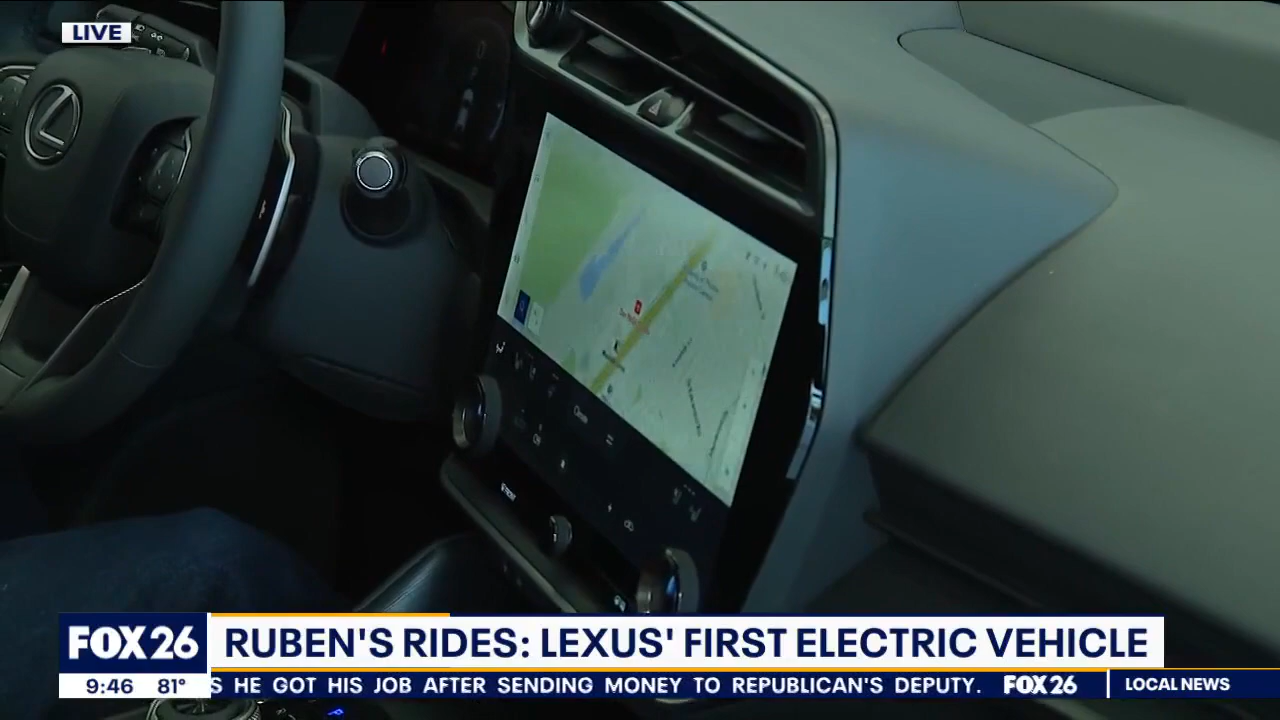 LIVE
FOX 26
RUBEN'S RIDES: LEXUS' FIRST ELECTRIC VEHICLE
9:46 81°
S HE GOT HIS JOB AFTER SENDING MONEY TO REPUBLICAN'S DEPUTY. FOX 26
LOCAL NEWS